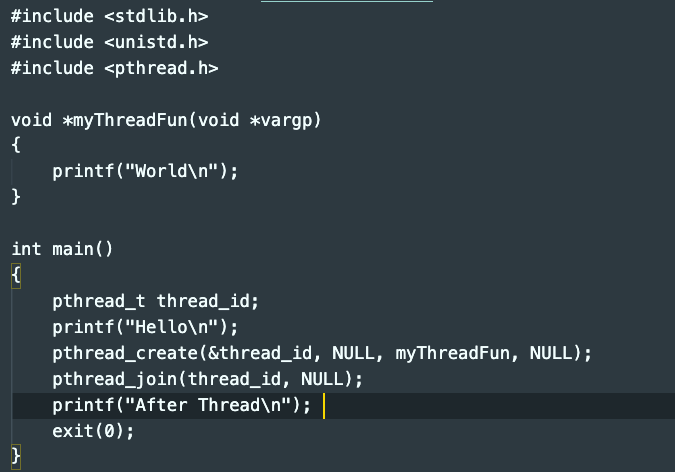 #include <stdlib.h>
#include <unistd.h>
#include <pthread.h>

void *myThreadFun(void *vargp)
{
    printf("World\n");
}

int main()
{
    pthread_t thread_id;
    printf("Hello\n");
    pthread_create(&thread_id, NULL, myThreadFun, NULL);
    pthread_join(thread_id, NULL);
    printf("After Thread\n");
    exit(0);
}